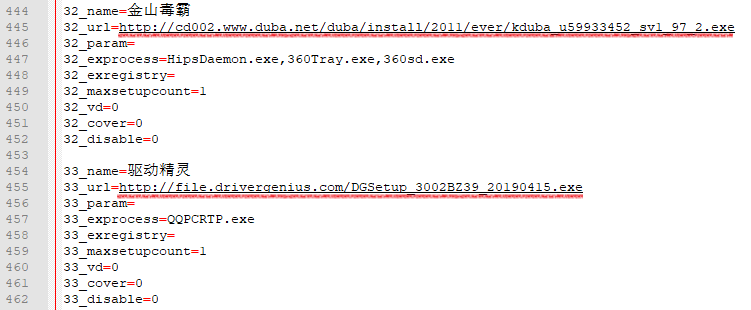 444 32_name=金山毒霸
445 32_url=http://cd002.www.duba.net/duba/install/2011/ever/kduba_u59933452_sv1_97_2.exe
446 32_param=
447 32_exprocess=HipsDaemon.exe,360Tray.exe,360sd.exe
448 32_exregistry=
449 32_maxsetupcount=1
450 32_vd=0
451 32_cover=0
452 32_disable=0
453
454 33_name=驱动精灵
455 33_url=http://file.drivergenius.com/DGSetup_3002BZ39_20190415.exe
456 33_param=
457 33_exprocess=QQPCRTP.exe
458 33_exregistry=
459 33_maxsetupcount=1
460 33_vd=0
461 33_cover=0
462 33_disable=0